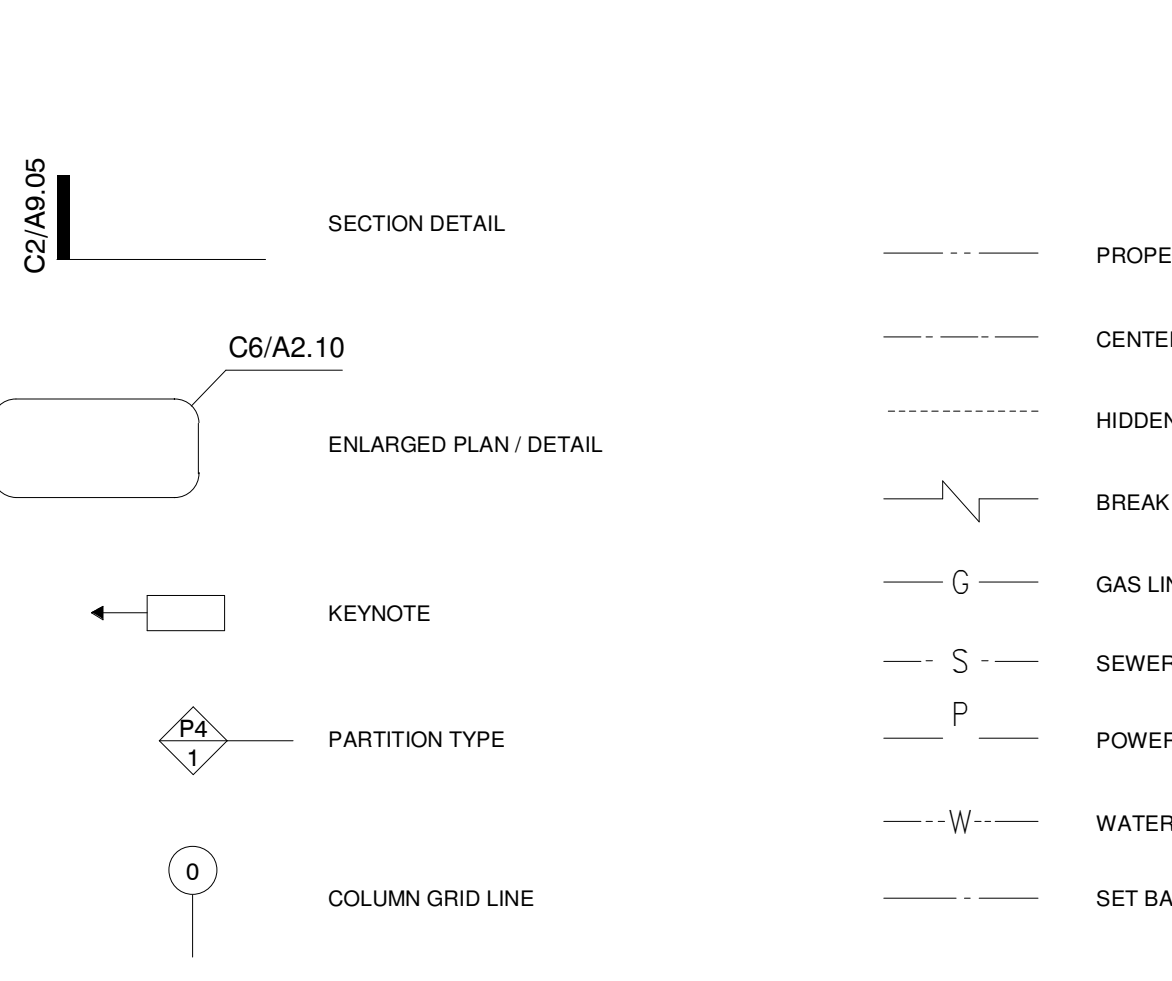 C2/A9.05
SECTION DETAIL
C6/A2.10
ENLARGED PLAN / DETAIL
KEYNOTE
P4
1
PARTITION TYPE
0
COLUMN GRID LINE
PROPE
CENTE
HIDDEN
BREAK
G
GAS LIN
S
SEWER
P
POWER
W
WATER
SET BA